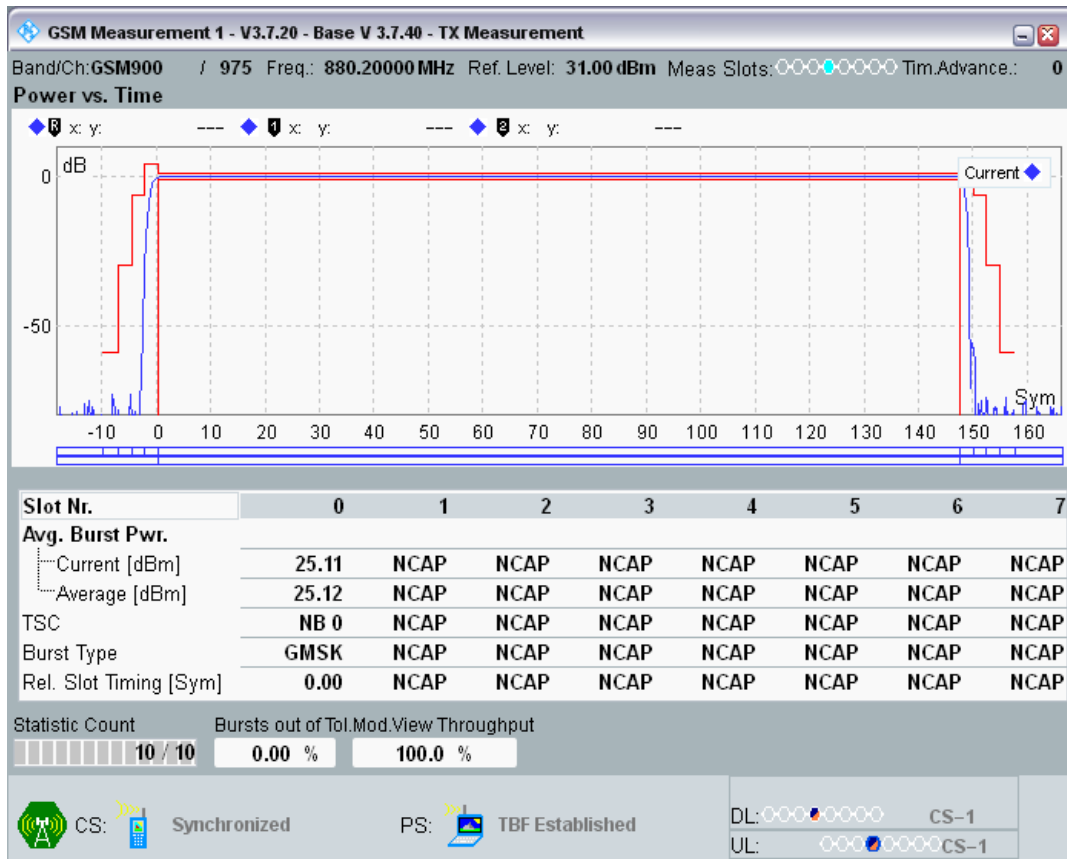 GSM Measurement 1 - V3.7.20 - Base V 3.7.40 - TX Measurement
Band/Ch:GSM900 / 975 Freq.: 880.20000 MHz Ref. Level: 31.00 dBm Meas Slots: Tim.Advance.: 0
Power vs. Time
R x: y: --- 1 x: y: --- 2 x: y: ---
dB
Current
0
-50
Sym
-10 0 10 20 30 40 50 60 70 80 90 100 110 120 130 140 150 160
Slot Nr. 0 1 2 3 4 5 6 7
Avg. Burst Pwr.
Current [dBm] 25.11 NCAP NCAP NCAP NCAP NCAP NCAP NCAP
Average [dBm] 25.12 NCAP NCAP NCAP NCAP NCAP NCAP NCAP
TSC NB 0 NCAP NCAP NCAP NCAP NCAP NCAP NCAP
Burst Type GMSK NCAP NCAP NCAP NCAP NCAP NCAP NCAP
Rel. Slot Timing [Sym] 0.00 NCAP NCAP NCAP NCAP NCAP NCAP NCAP
Statistic Count Bursts out of Tol.Mod.View Throughput
10 / 10 0.00 % 100.0 %
CS: Synchronized PS: TBF Established DL: CS-1
UL: CS-1